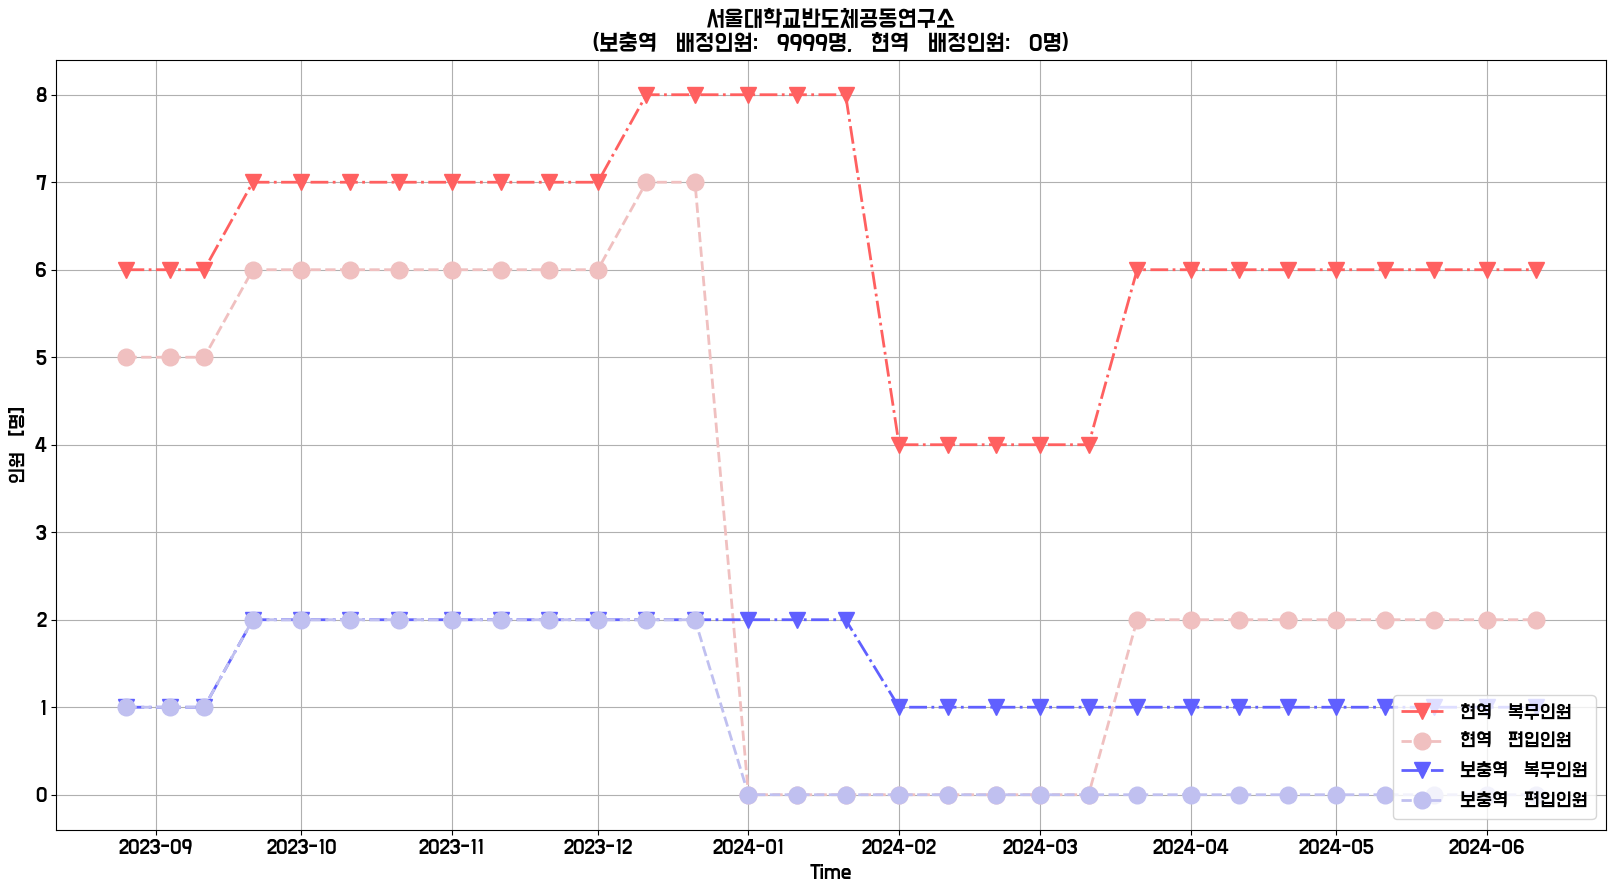 서울대학교반도체공동연구소
(보충역 배정인원: 9999명, 현역 배정인원: 0명)
8
7
6
5
4
3
2
1
0
인원 [명]
현역 복무인원
현역 편입인원
보충역 복무인원
보충역 편입인원
2023-09 2023-10 2023-11 2023-12 2024-01 2024-02 2024-03 2024-04 2024-05 2024-06
Time